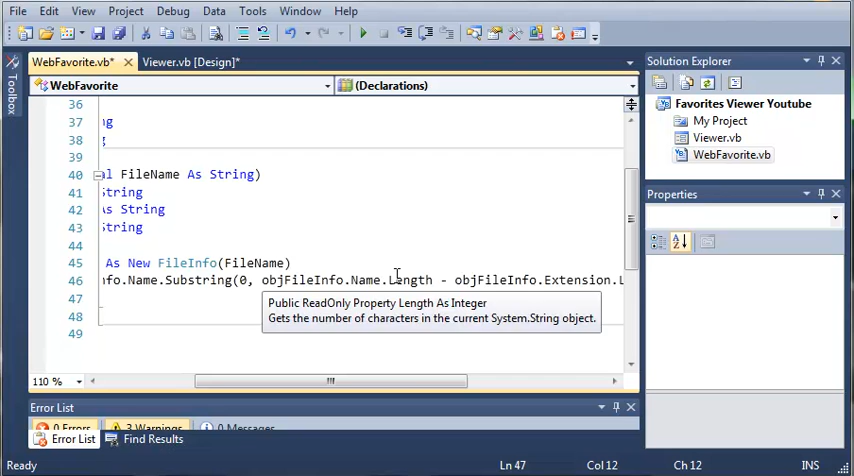 File Edit View Project Debug Data Tools Window Help
WebFavorite.vb* Viewer.vb [Design]*
WebFavorite (Declarations)
Toolbox
36
37 ng
38 g
39
40 al FileName As String)
41 String
42 As String
43 String
44
45 As New FileInfo(FileName)
46 nfo.Name.Substring(0, objFileInfo.Name.Length - objFileInfo.Extension.L
47
48
49
Public ReadOnly Property Length As Integer
Gets the number of characters in the current System.String object.
110 %
Solution Explorer
Favorites Viewer Youtube
My Project
Viewer.vb
WebFavorite.vb
Properties
Error List
0 Errors 3 Warnings 0 Messages
Error List Find Results
Ready Ln 47 Col 12 Ch 12 INS